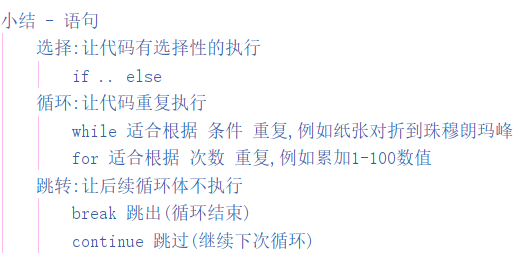 小结 - 语句
选择:让代码有选择性的执行
if .. else
循环:让代码重复执行
while 适合根据 条件 重复,例如纸张对折到珠穆朗玛峰
for 适合根据 次数 重复,例如累加1-100数值
跳转:让后续循环体不执行
break 跳出(循环结束)
continue 跳过(继续下次循环)